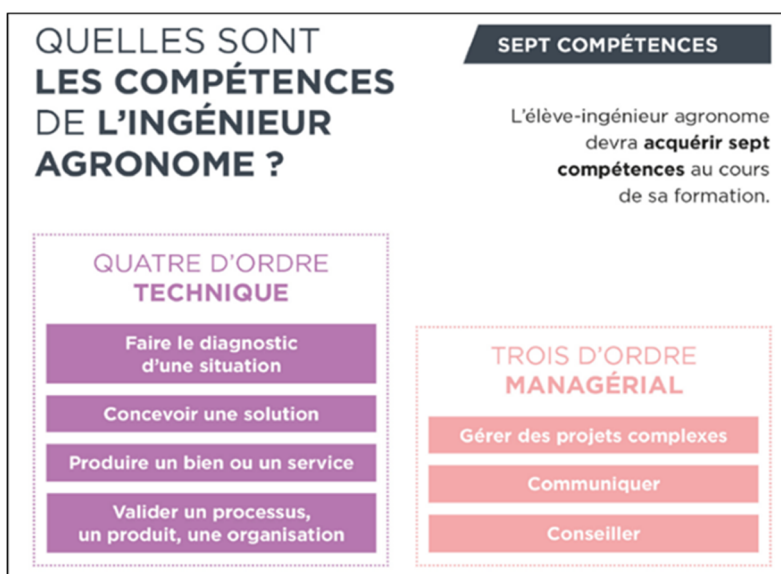 QUELLES SONT
LES COMPÉTENCES
DE L'INGÉNIEUR
AGRONOME ?
SEPT COMPÉTENCES
L'élève-ingénieur agronome
devra acquérir sept
compétences au cours
de sa formation.
QUATRE D'ORDRE
TECHNIQUE
Faire le diagnostic
d'une situation
Concevoir une solution
Produire un bien ou un service
Valider un processus,
un produit, une organisation
TROIS D'ORDRE
MANAGÉRIAL
Gérer des projets complexes
Communiquer
Conseiller